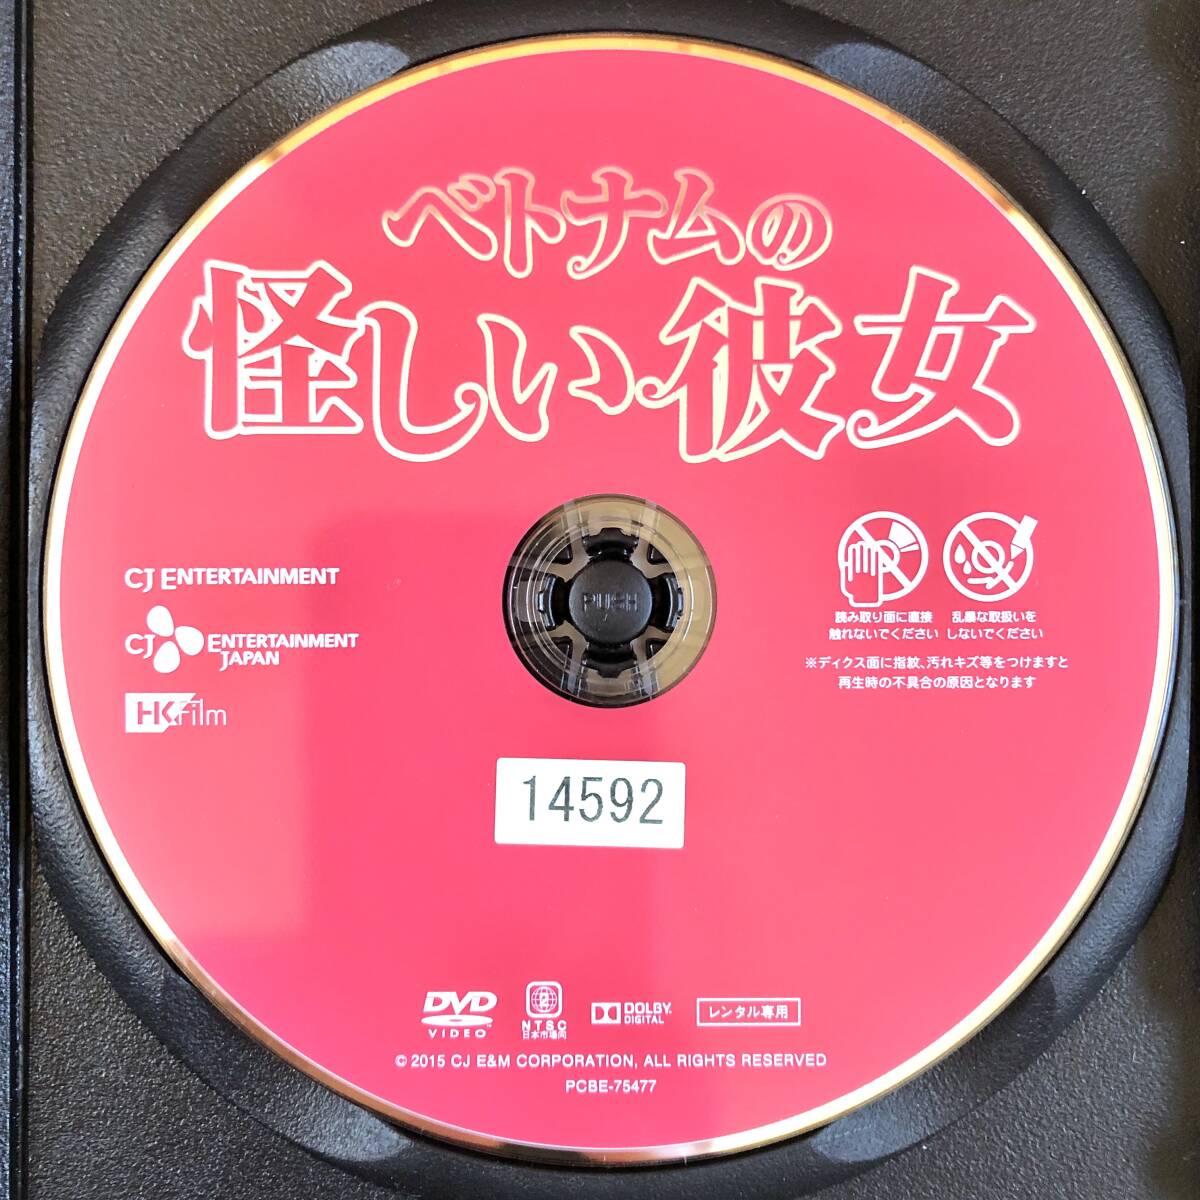 ベトナムの
怪しい彼女
CJ ENTERTAINMENT
CJ ENTERTAINMENT
JAPAN
HKFilm
読み取り面に直接
触れないでください
乱暴な取扱いを
しないでください
※ディクス面に指紋、汚れキズ等をつけますと
再生時の不具合の原因となります
PUSH
14592
DVD
VIDEO™
2
NTSC
日本市場向
DOLBY
DIGITAL
レンタル専用
© 2015 CJ E&M CORPORATION, ALL RIGHTS RESERVED
PCBE-75477